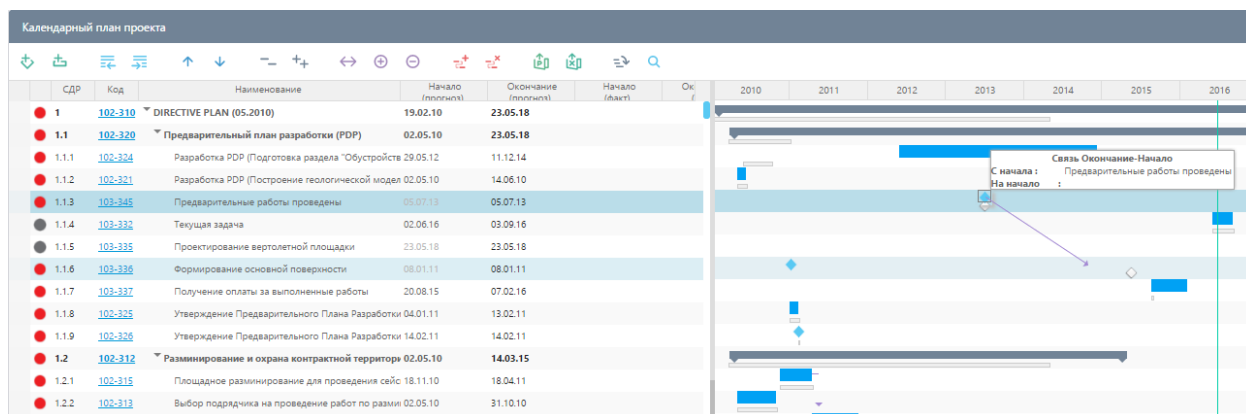 Календарный план проекта
СДР Код Наименование Начало (прогноз) Окончание (прогноз) Начало (факт) Ок 2010 2011 2012 2013 2014 2015 2016
1 102-310 DIRECTIVE PLAN (05.2010) 19.02.10 23.05.18
1.1 102-320 Предварительный план разработки (PDP) 02.05.10 23.05.18
1.1.1 102-324 Разработка PDP (Подготовка раздела "Обустройств 29.05.12 11.12.14
1.1.2 102-321 Разработка PDP (Построение геологической модел 02.05.10 14.06.10
1.1.3 103-345 Предварительные работы проведены 05.07.13 05.07.13
1.1.4 103-332 Текущая задача 02.06.16 03.09.16
1.1.5 103-335 Проектирование вертолетной площадки 23.05.18 23.05.18
1.1.6 103-336 Формирование основной поверхности 08.01.11 08.01.11
1.1.7 103-337 Получение оплаты за выполненные работы 20.08.15 07.02.16
1.1.8 102-325 Утверждение Предварительного Плана Разработки 04.01.11 13.02.11
1.1.9 102-326 Утверждение Предварительного Плана Разработки 14.02.11 14.02.11
1.2 102-312 Разминирование и охрана контрактной территори 02.05.10 14.03.15
1.2.1 102-315 Площадное разминирование для проведения сейс 18.11.10 18.04.11
1.2.2 102-313 Выбор подрядчика на проведение работ по разми 02.05.10 31.10.10
Связь Окончание-Начало
С начала : Предварительные работы проведены
На начало :